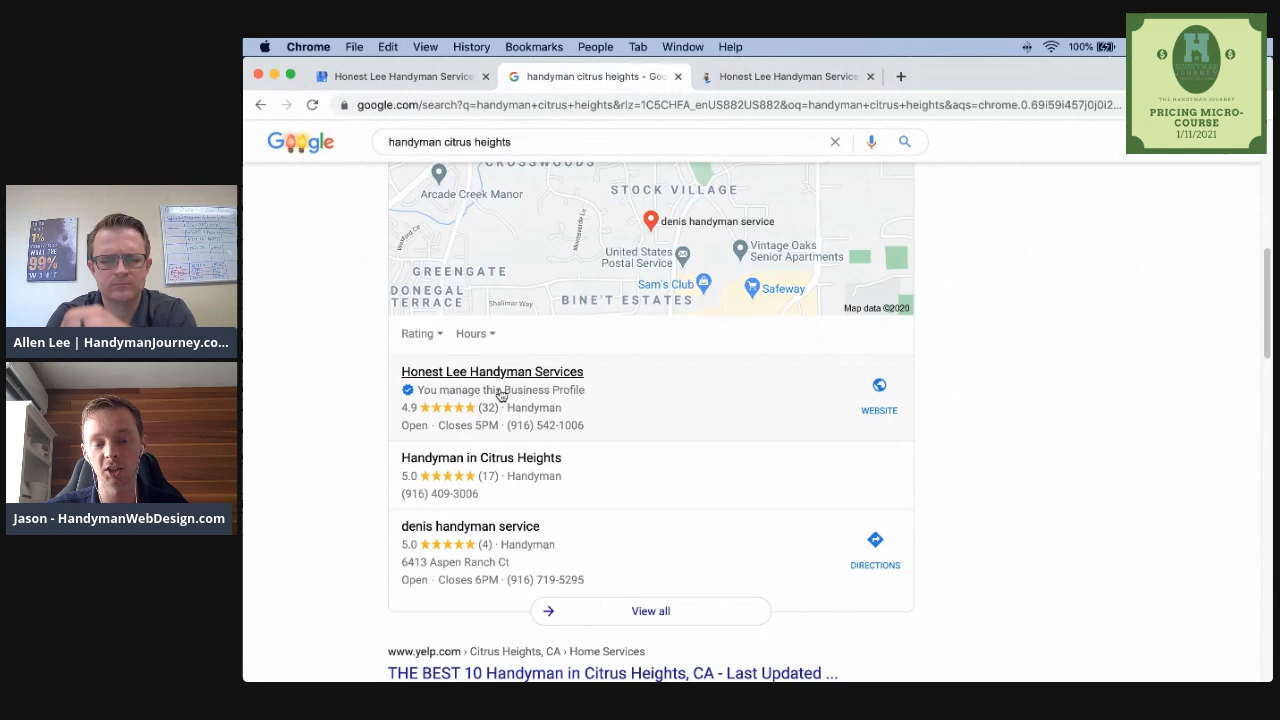 Chrome File Edit View History Bookmarks People Tab Window Help
100%
Honest Lee Handyman Service
handyman citrus heights - Goo
Honest Lee Handyman Service
google.com/search?q=handyman+citrus+heights&rlz=1C5CHFA_enUS882US882&oq=handyman+citrus+heights&aqs=chrome.0.69i59i457j0j0i2...
THE HANDYMAN JOURNEY
PRICING MICRO-
COURSE
1/11/2021
Google
handyman citrus heights
CROSSWOODS
Arcade Creek Manor
STOCK VILLAGE
denis handyman service
United States
Postal Service
Vintage Oaks
Senior Apartments
GREENGATE
DONEGAL
TERRACE
Shalimar Way
Sam's Club
Safeway
BINE'T ESTATES
Map data ©2020
Rating
Hours
Honest Lee Handyman Services
You manage this Business Profile
4.9 (32) · Handyman
Open · Closes 5PM · (916) 542-1006
WEBSITE
Handyman in Citrus Heights
5.0 (17) · Handyman
(916) 409-3006
denis handyman service
5.0 (4) · Handyman
6413 Aspen Ranch Ct
Open · Closes 6PM · (916) 719-5295
DIRECTIONS
View all
www.yelp.com › Citrus Heights, CA › Home Services
THE BEST 10 Handyman in Citrus Heights, CA - Last Updated ...
1%
WHAT THE
99%
WON'T
Allen Lee | HandymanJourney.co...
Jason - HandymanWebDesign.com